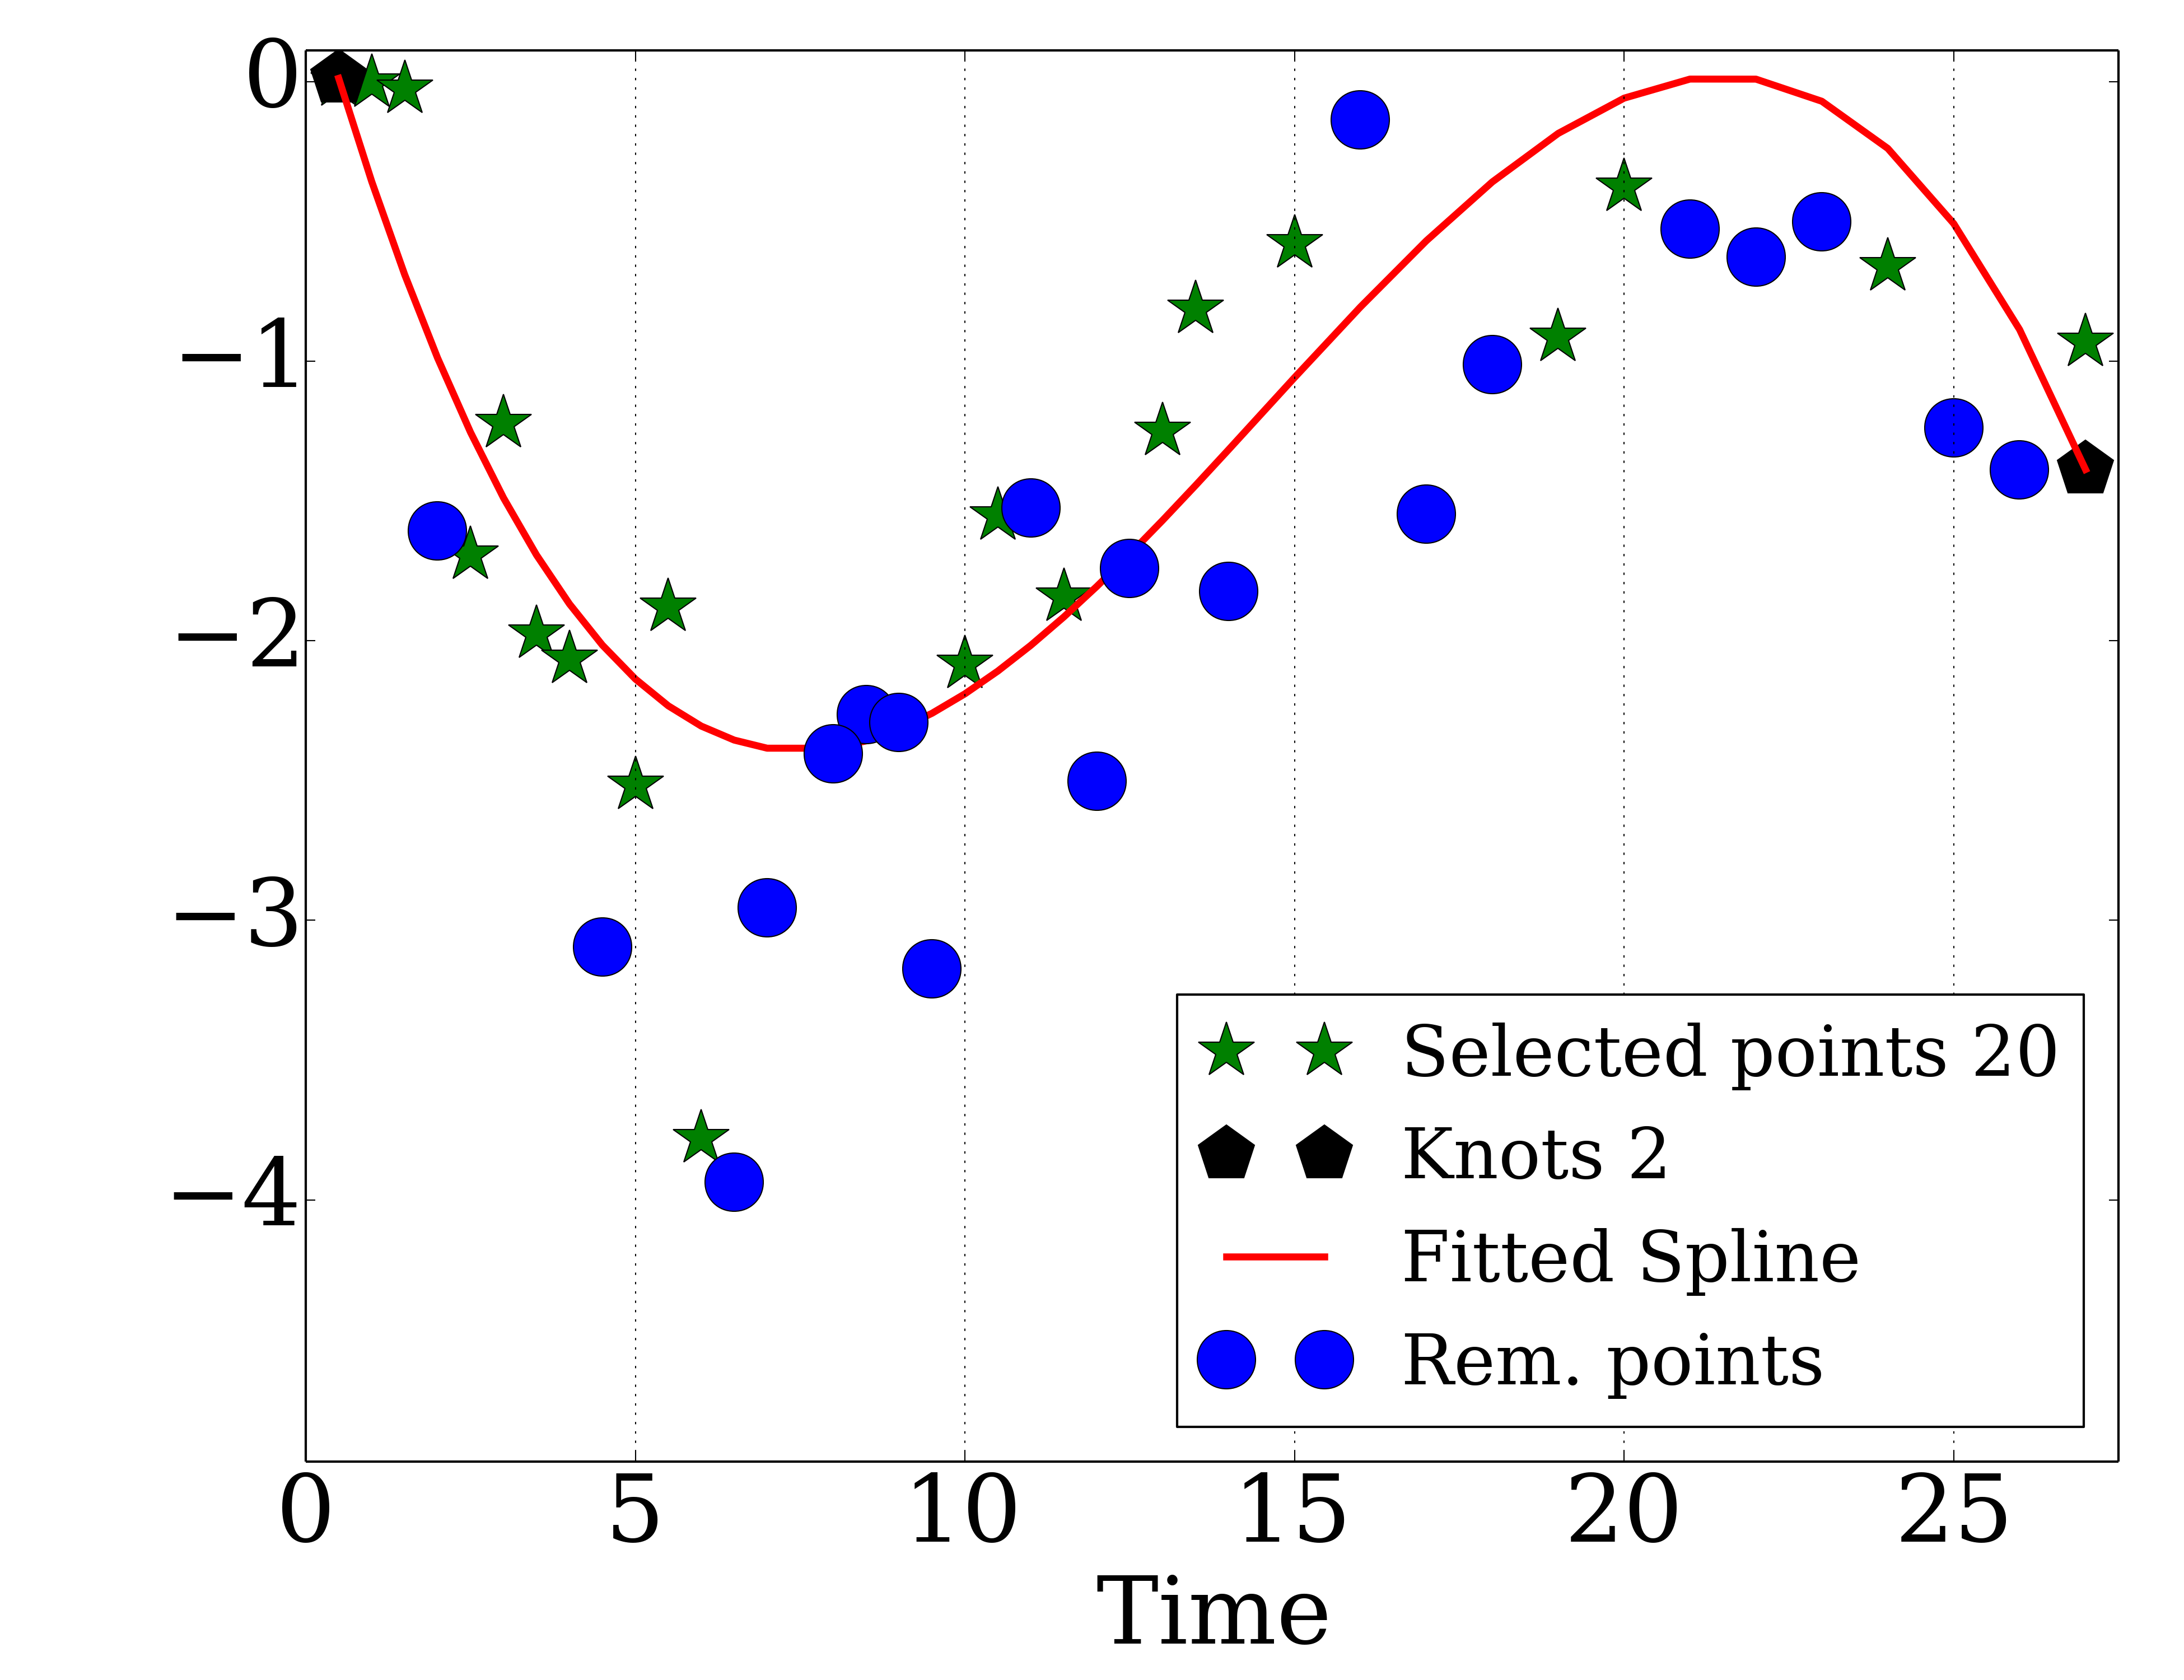 0
−1
−2
−3
−4
Selected points 20
Knots 2
Fitted Spline
Rem. points
0 5 10 15 20 25
Time